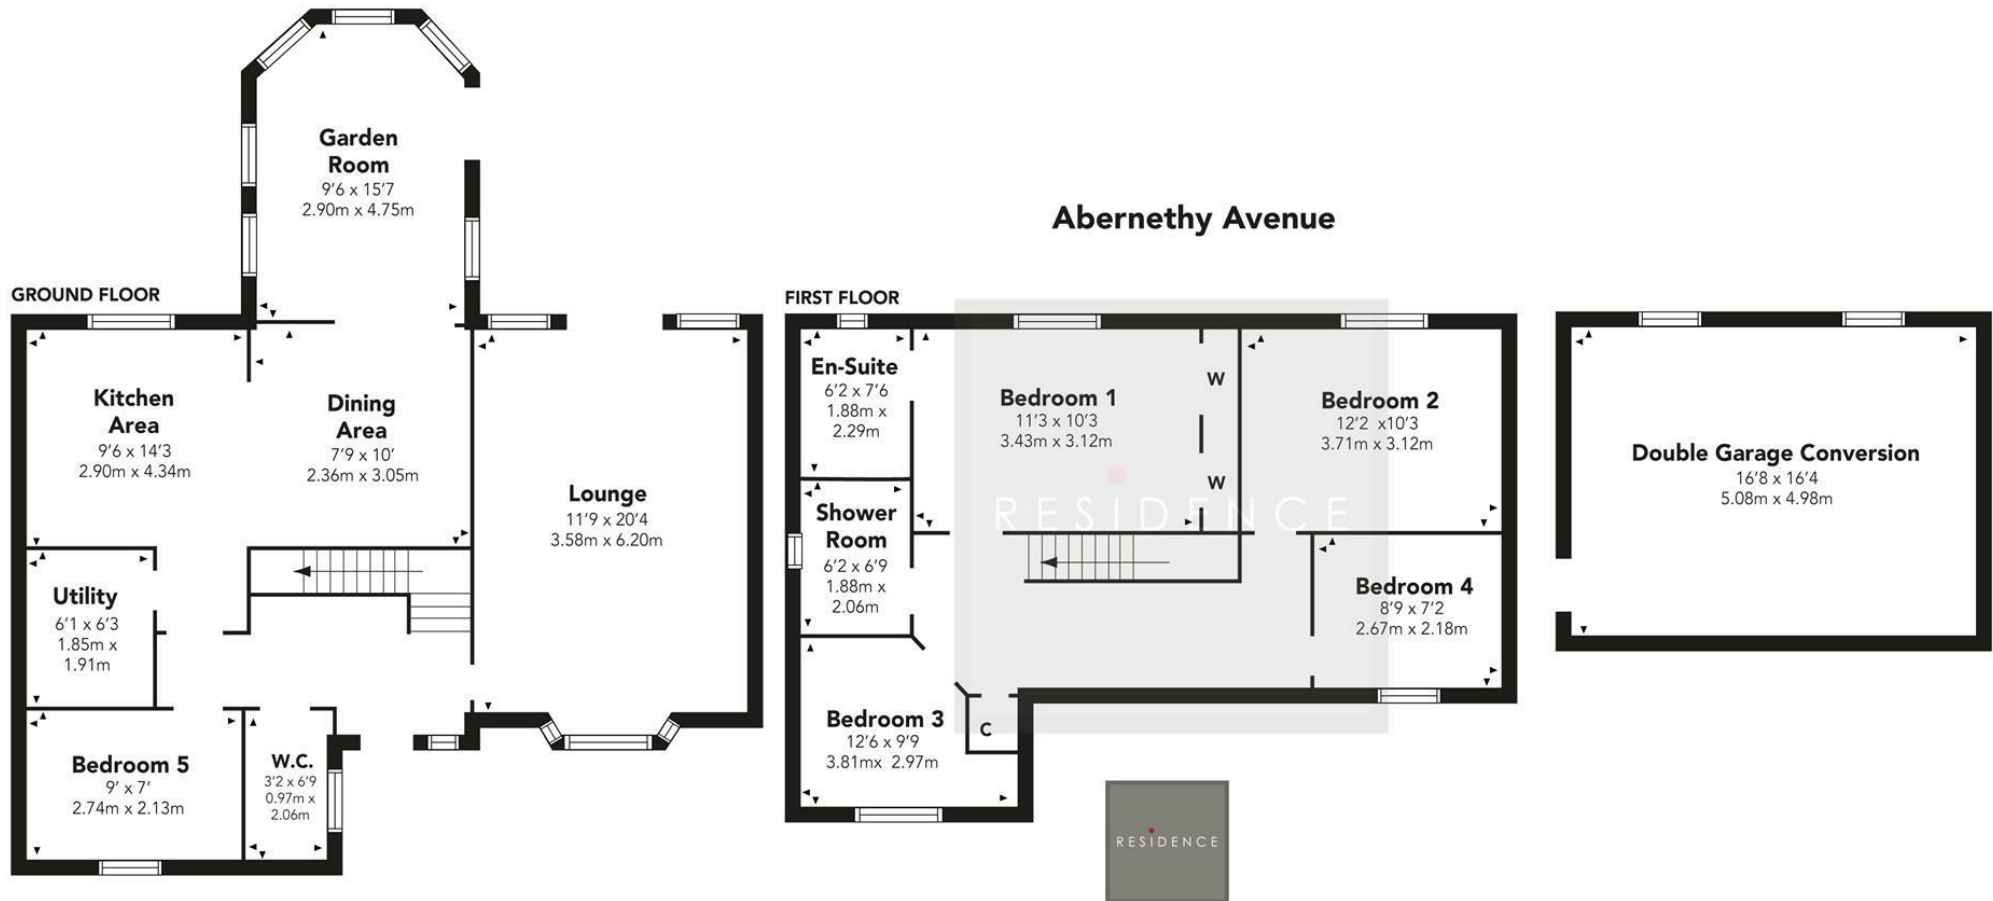 Abernethy Avenue
GROUND FLOOR
Garden
Room
9'6 x 15'7
2.90m x 4.75m
Kitchen
Area
9'6 x 14'3
2.90m x 4.34m
Dining
Area
7'9 x 10'
2.36m x 3.05m
Lounge
11'9 x 20'4
3.58m x 6.20m
Utility
6'1 x 6'3
1.85m x
1.91m
Bedroom 5
9' x 7'
2.74m x 2.13m
W.C.
3'2 x 6'9
0.97m x
2.06m
FIRST FLOOR
En-Suite
6'2 x 7'6
1.88m x
2.29m
Bedroom 1
11'3 x 10'3
3.43m x 3.12m
W
W
Bedroom 2
12'2 x10'3
3.71m x 3.12m
Shower
Room
6'2 x 6'9
1.88m x
2.06m
RESIDENCE
Bedroom 4
8'9 x 7'2
2.67m x 2.18m
Bedroom 3
12'6 x 9'9
3.81mx 2.97m
C
Double Garage Conversion
16'8 x 16'4
5.08m x 4.98m
RESIDENCE